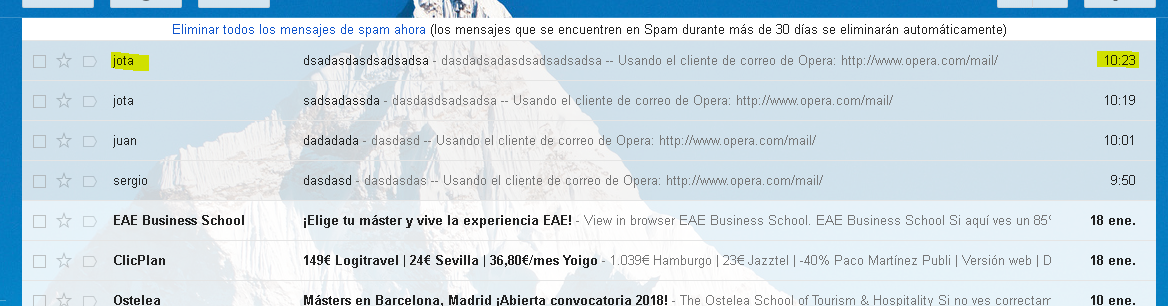 Eliminar todos los mensajes de spam ahora (los mensajes que se encuentren en Spam durante más de 30 días se eliminarán automáticamente)
jota dsadasdasdsadsadsa - dasdadsadasdsadsadsadsa -- Usando el cliente de correo de Opera: http://www.opera.com/mail/ 10:23
jota sadsadassda - dasdasdsadsadsa -- Usando el cliente de correo de Opera: http://www.opera.com/mail/ 10:19
juan dadadada - dasdasd -- Usando el cliente de correo de Opera: http://www.opera.com/mail/ 10:01
sergio dasdasd - dasdasdas -- Usando el cliente de correo de Opera: http://www.opera.com/mail/ 9:50
EAE Business School ¡Elige tu máster y vive la experiencia EAE! - View in browser EAE Business School. EAE Business School Si aquí ves un 85% 18 ene.
ClicPlan 149€ Logitravel | 24€ Sevilla | 36,80€/mes Yoigo - 1.039€ Hamburgo | 23€ Jazztel | -40% Paco Martínez Publi | Versión web | D 18 ene.
Ostelea Másters en Barcelona, Madrid ¡Abierta convocatoria 2018! - The Ostelea School of Tourism & Hospitality Si no ves correctam 10 ene.